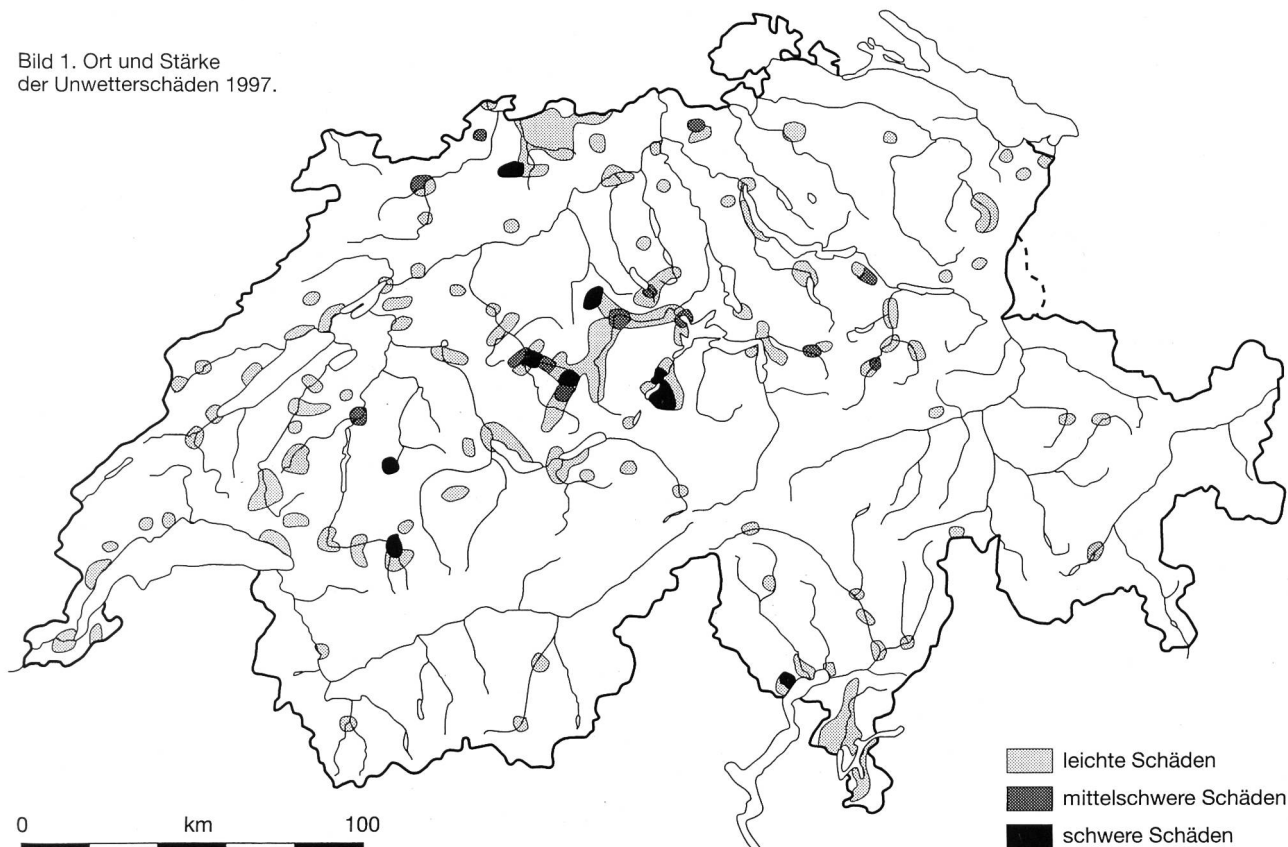 Bild 1. Ort und Stärke
der Unwetterschäden 1997.
leichte Schäden
mittelschwere Schäden
schwere Schäden
0 km 100